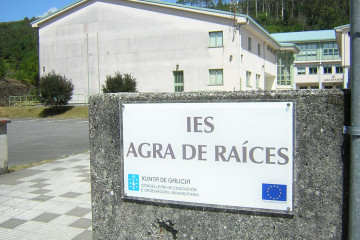 IES
AGRA DE RAÍCES
XUNTA DE GALICIA
CONSELLERÍA DE EDUCACIÓN
E ORDENACIÓN UNIVERSITARIA